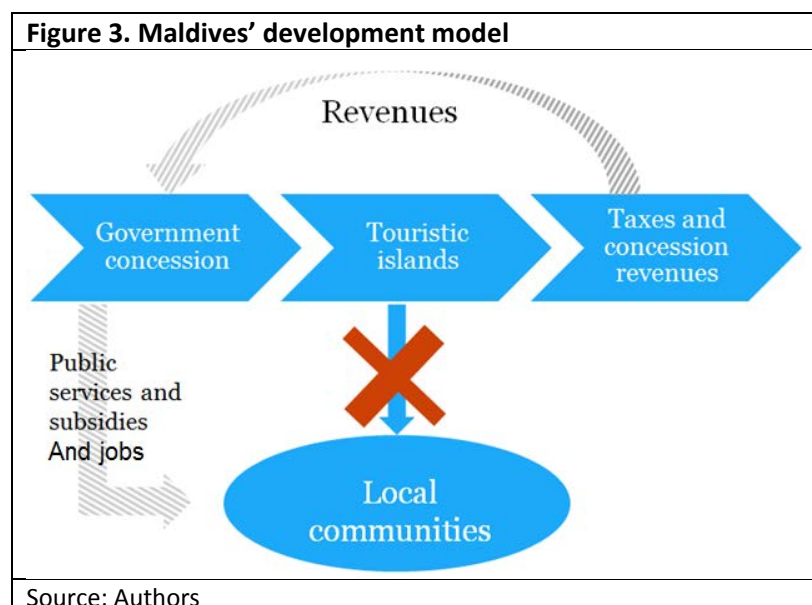 Figure 3. Maldives’ development model
Revenues
Government
concession
Touristic
islands
Taxes and
concession
revenues
Public
services and
subsidies
And jobs
Local
communities
Source: Authors